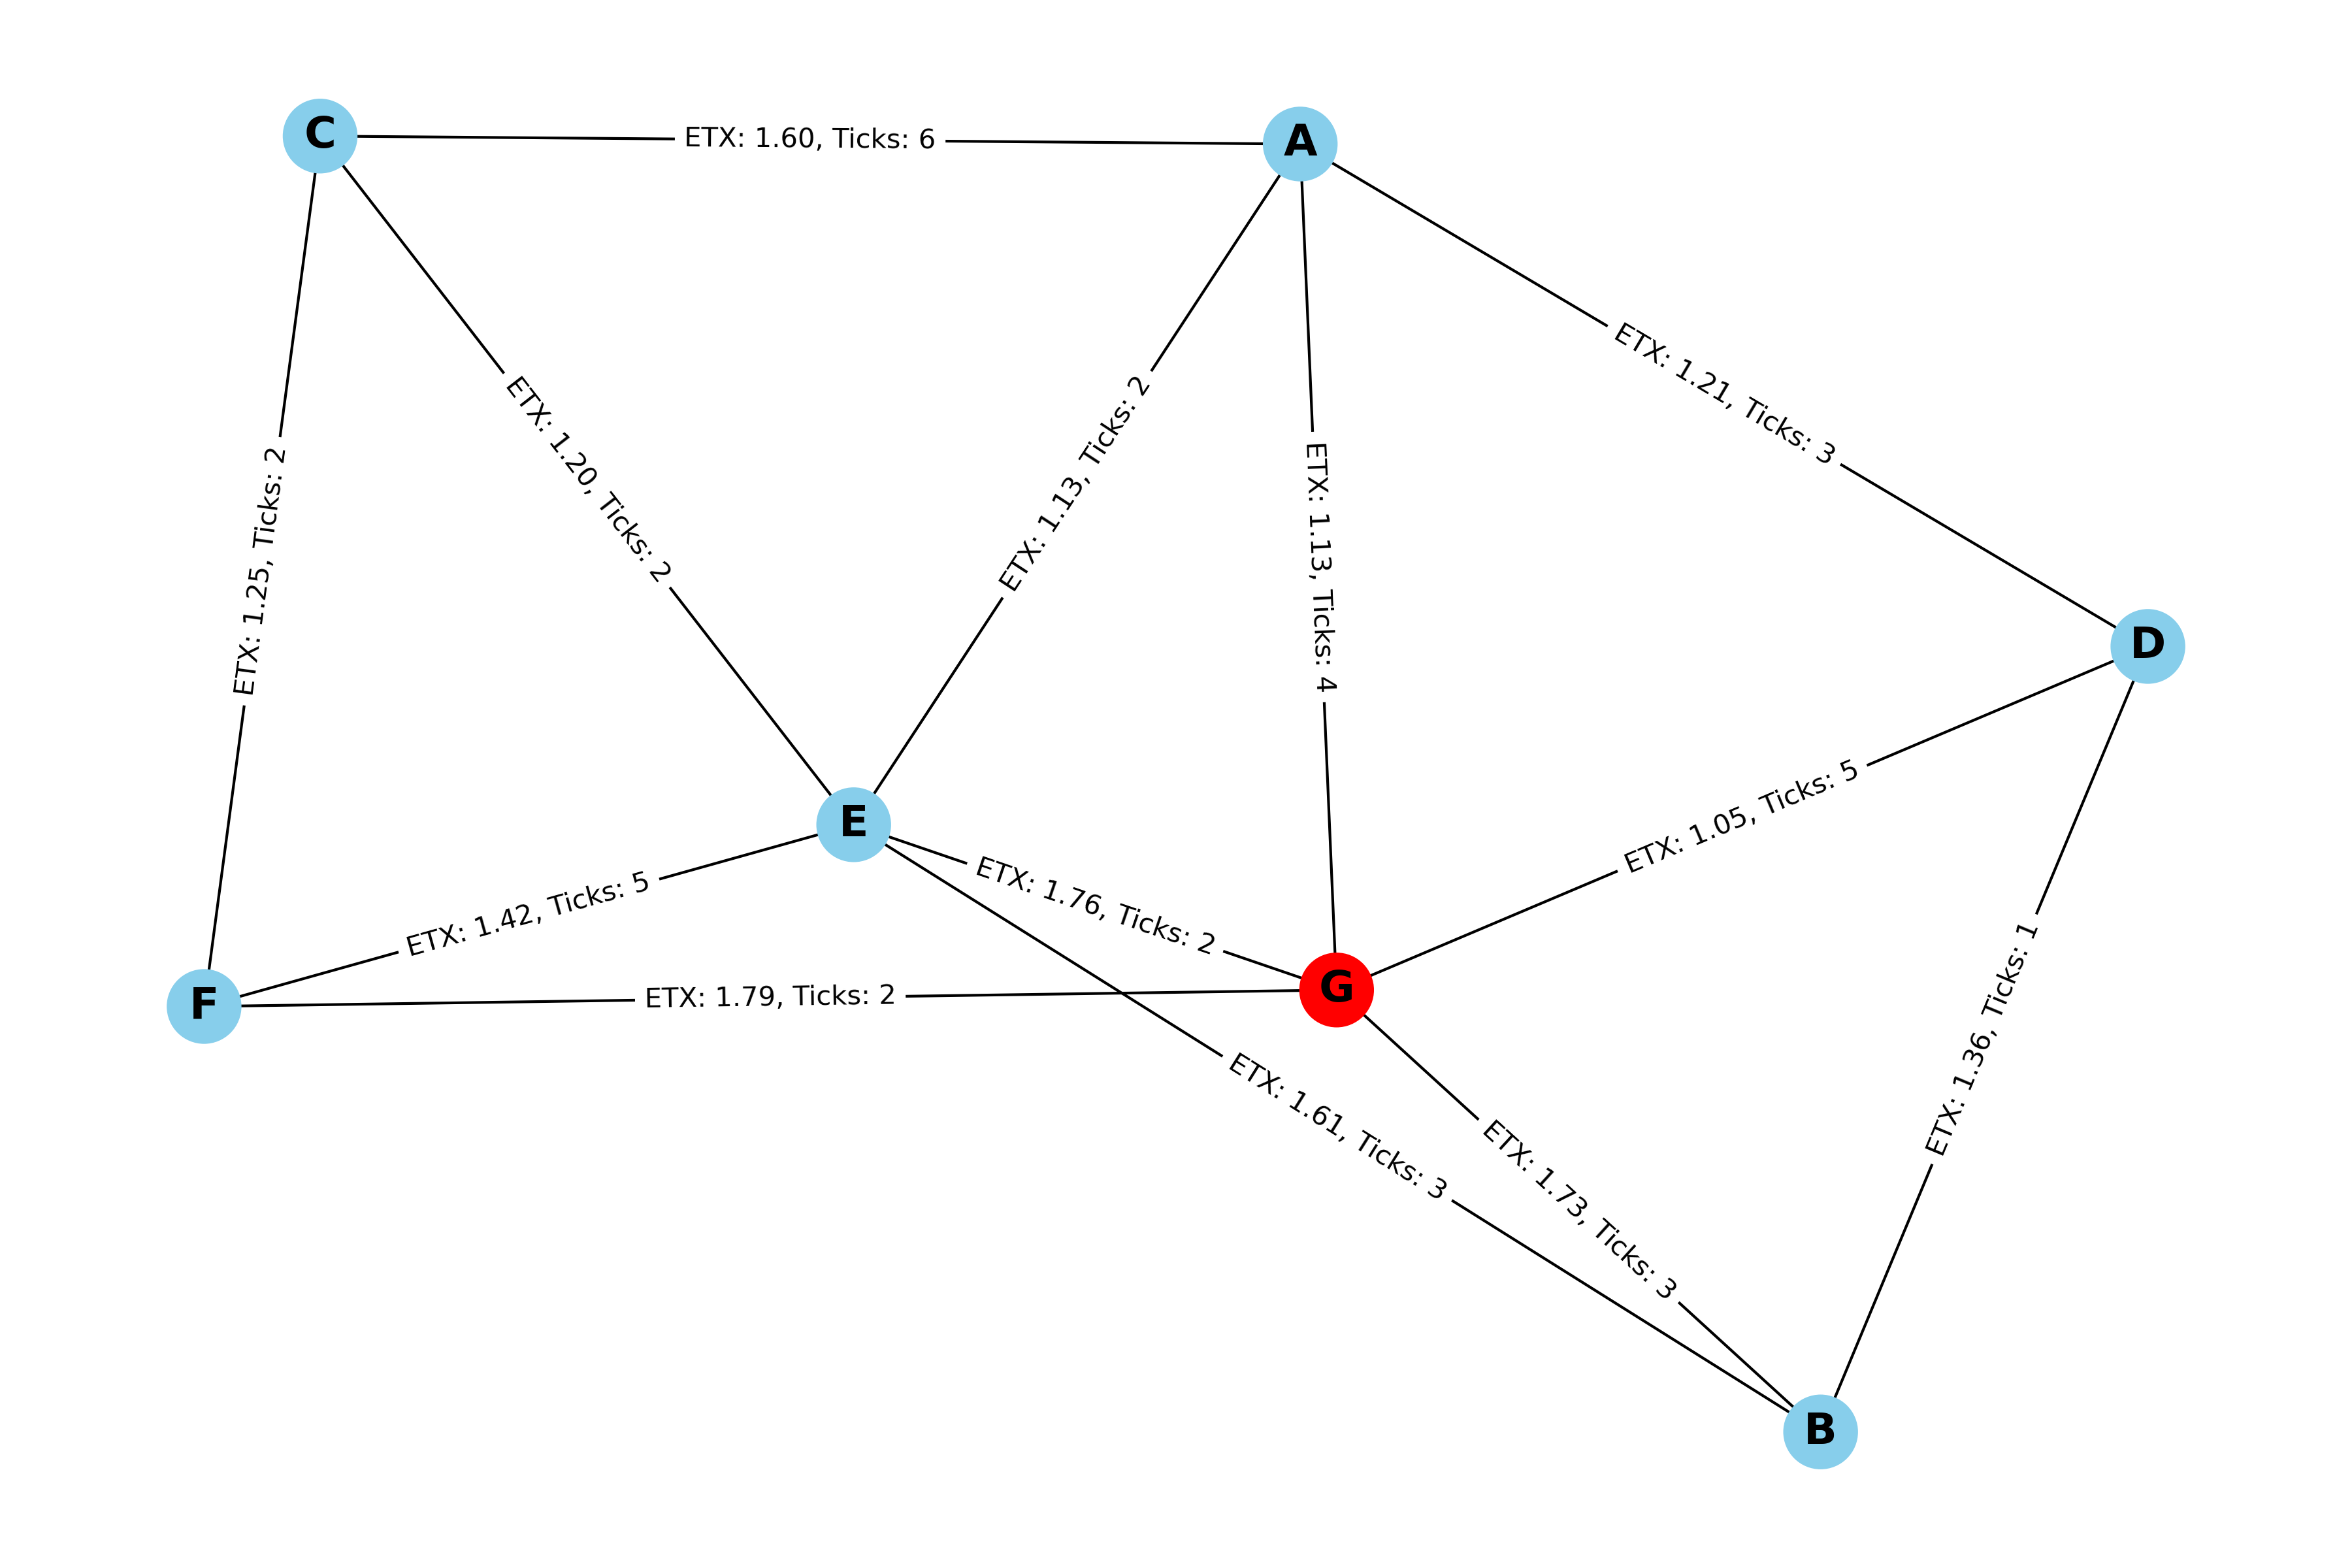 C
A
ETX: 1.60, Ticks: 6
ETX: 1.21, Ticks: 3
ETX: 1.20, Ticks: 2
ETX: 1.13, Ticks: 2
ETX: 1.13, Ticks: 4
ETX: 1.25, Ticks: 2
D
E
ETX: 1.05, Ticks: 5
ETX: 1.42, Ticks: 5
ETX: 1.76, Ticks: 2
F
ETX: 1.79, Ticks: 2
G
ETX: 1.36, Ticks: 1
ETX: 1.61, Ticks: 3
ETX: 1.73, Ticks: 3
B